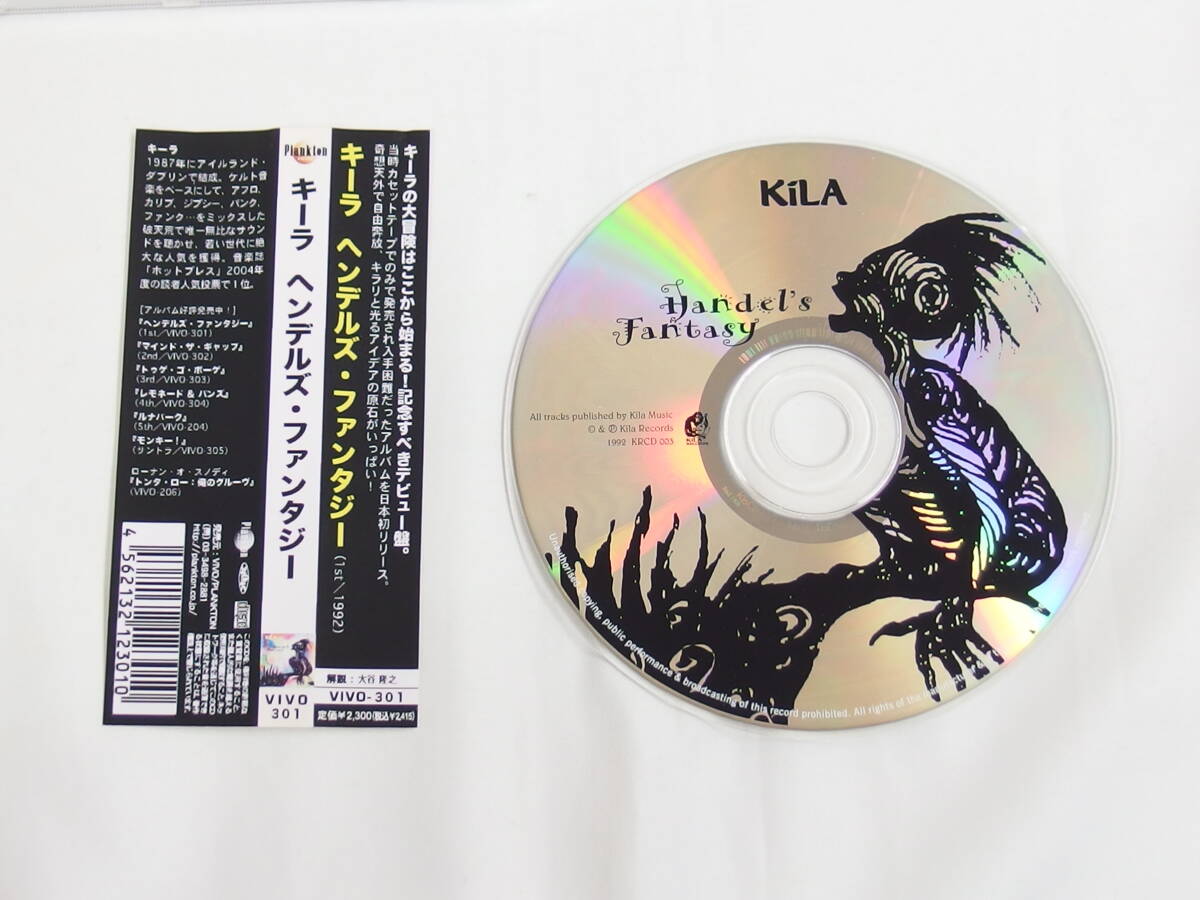 キーラ
1987年にアイルランド・
ダブリンで結成。ケルト音
楽をベースにして、アフロ、
カリブ、ジプシー、パンク、
ファンク…をミックスした
破天荒で唯一無比なサウン
ドを聴かせ、若い世代に絶
大な人気を獲得。音楽誌
「ホットプレス」2004年
度の読者人気投票で1位。
[アルバム好評発売中!]
『ヘンデルズ・ファンタジー』
(1st/VIVO-301)
『マインド・ザ・ギャップ』
(2nd/VIVO-302)
『トゥゲ・ゴ・ボーゲ』
(3rd/VIVO-303)
『レモネード & バンズ』
(4th/VIVO-304)
『ルナパーク』
(5th/VIVO-204)
『モンキー!』
(サントラ/VIVO-305)
ローナン・オ・スノディ
『トンタ・ロー:俺のグルーヴ』
(VIVO-206)
発売元:VIVO/PLANKTON
03-3498-2881
http://plankton.co.jp/
4 562132 123010
Plankton
キーラ ヘンデルズ・ファンタジー
VIVO
301
キーラの大冒険はここから始まる!記念すべきデビュー盤。
当時カセットテープでのみで発売され入手困難だったアルバムを日本初リリース。
奇想天外で自由奔放、キラリと光るアイデアの原石がいっぱい!
キーラ ヘンデルズ・ファンタジー (1st/1992)
解説:大谷 隆之
VIVO-301
定価¥2,300(税込¥2,415)
KíLA
Handel's
Fantasy
All tracks published by Kila Music
© & ℗ Kila Records
1992 KRCD 003
Unauthorised copying, public performance & broadcasting of this record prohibited. All rights of the